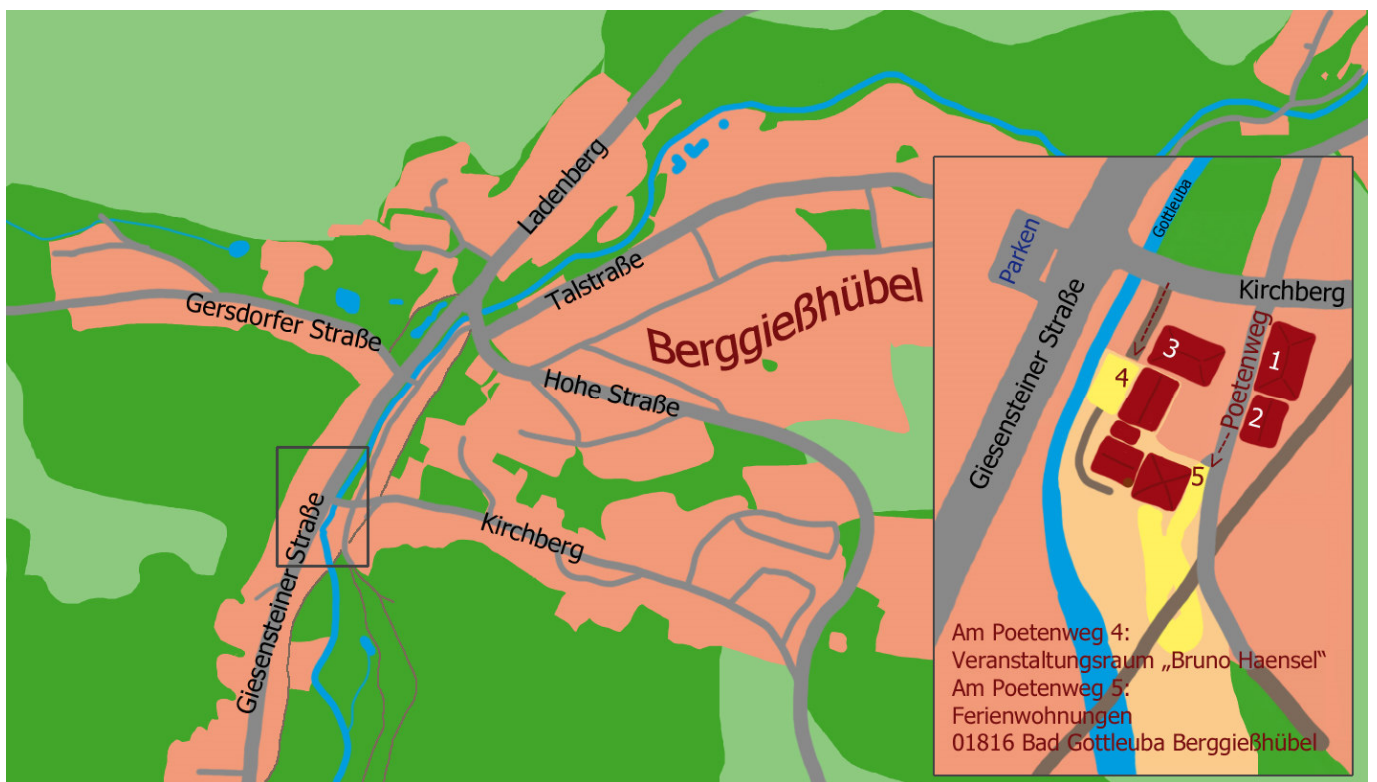 Ladenberg
Gersdorfer Straße
Talstraße
Berggießhübel
Hohe Straße
Giesensteiner Straße
Kirchberg
Gottleuba
Parken
Giesensteiner Straße
Kirchberg
Poetenweg
1
2
3
4
5
Am Poetenweg 4:
Veranstaltungsraum „Bruno Haensel“
Am Poetenweg 5:
Ferienwohnungen
01816 Bad Gottleuba Berggießhübel